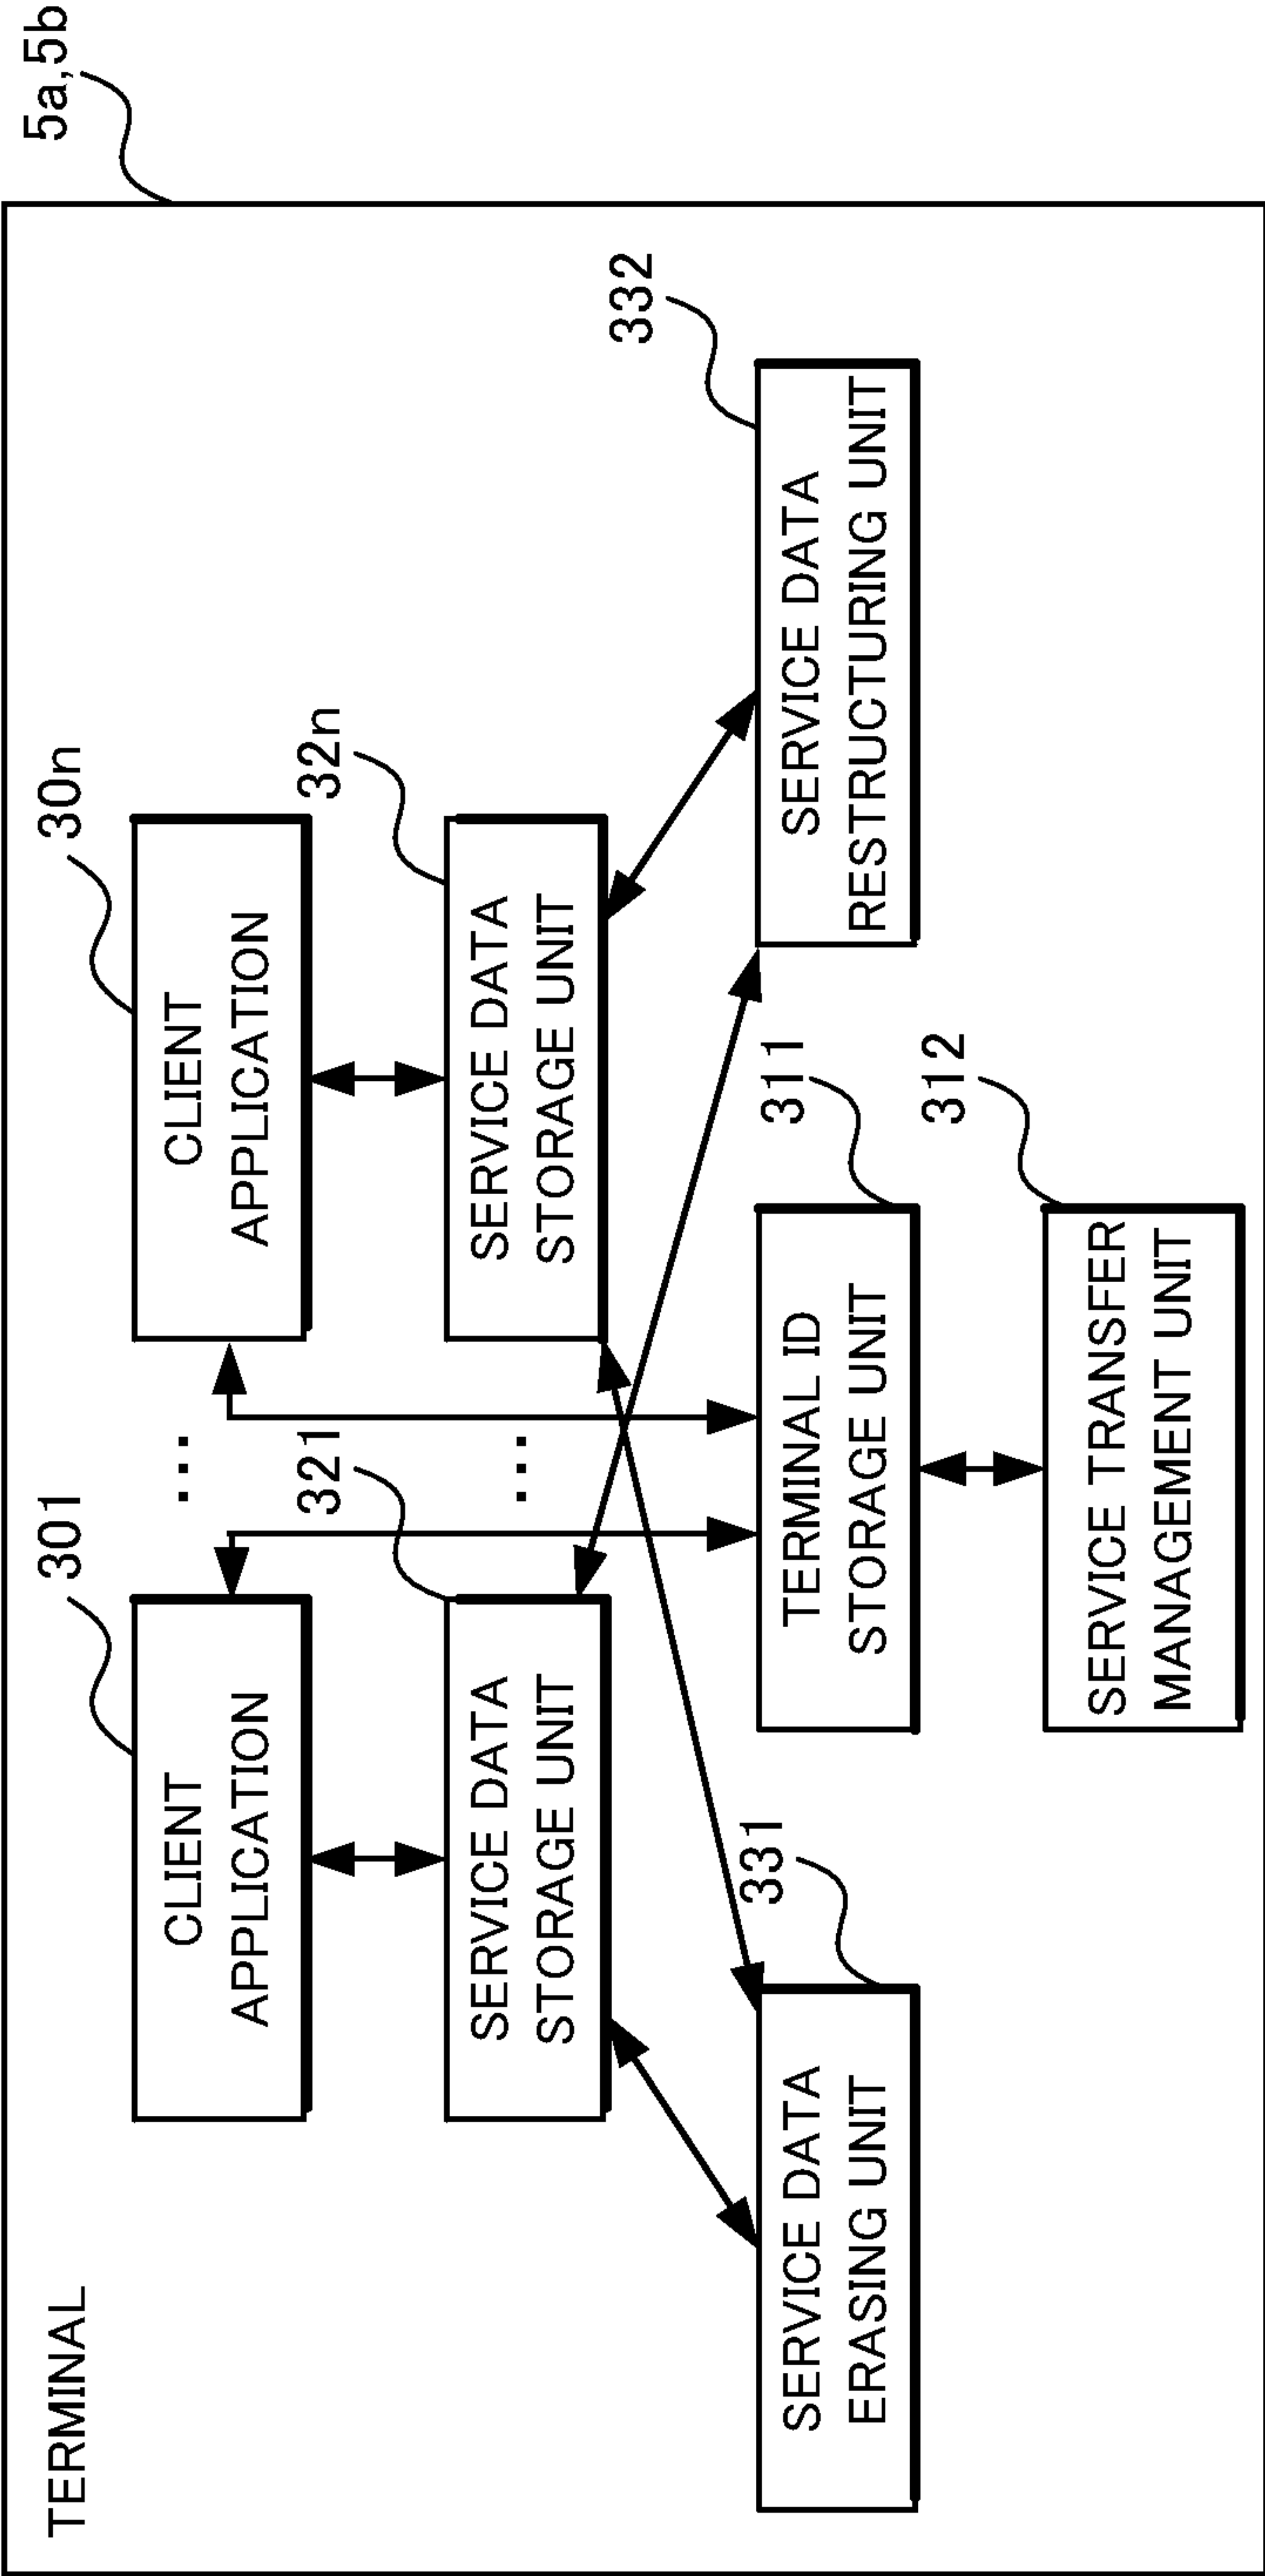 TERMINAL
5a,5b
301
CLIENT
APPLICATION
...
30n
CLIENT
APPLICATION
321
SERVICE DATA
STORAGE UNIT
...
32n
SERVICE DATA
STORAGE UNIT
331
SERVICE DATA
ERASING UNIT
311
TERMINAL ID
STORAGE UNIT
332
SERVICE DATA
RESTRUCTURING UNIT
312
SERVICE TRANSFER
MANAGEMENT UNIT